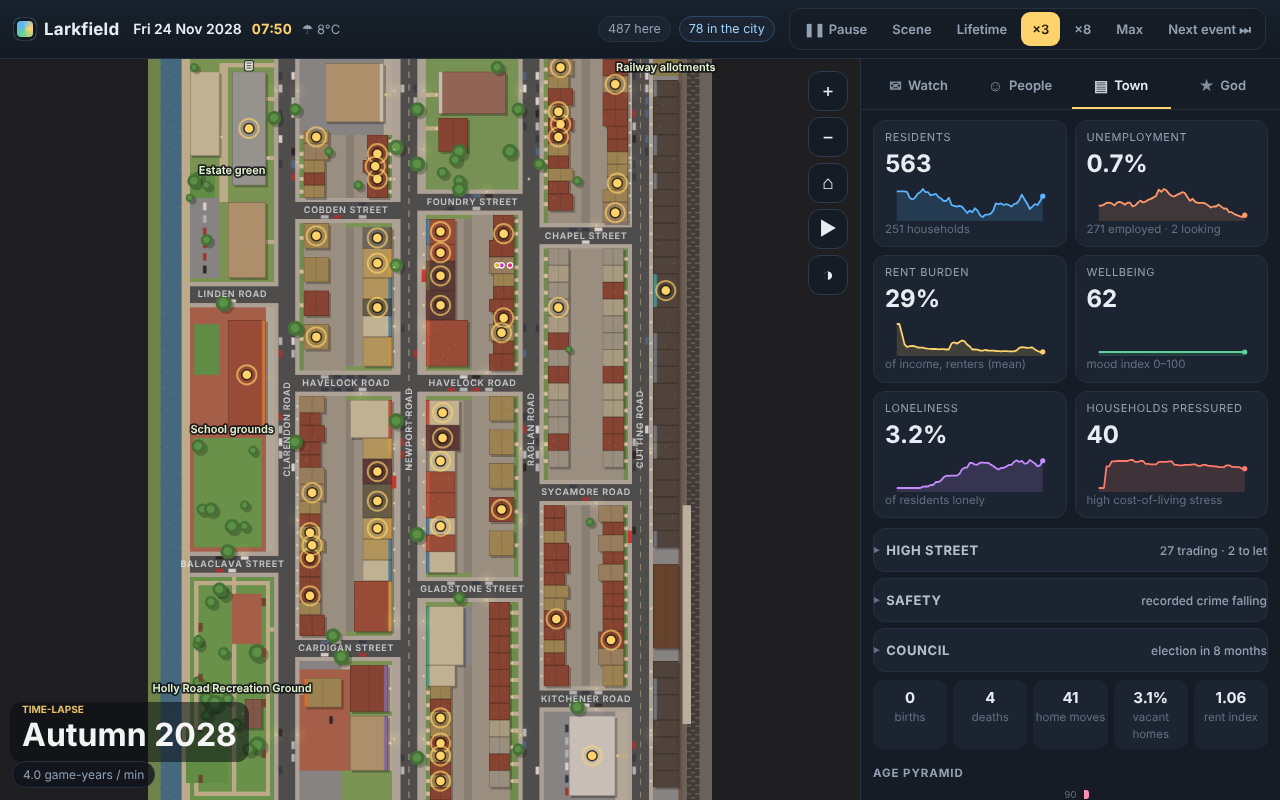 Larkfield
Fri 24 Nov 2028 07:50 ☂ 8°C
487 here
78 in the city
❚❚ Pause
Scene
Lifetime
×3
×8
Max
Next event ⏭
Railway allotments
Estate green
COBDEN STREET
FOUNDRY STREET
CHAPEL STREET
LINDEN ROAD
HAVELOCK ROAD
HAVELOCK ROAD
CLARENDON ROAD
NEWPORT ROAD
RAGLAN ROAD
CUTTING ROAD
School grounds
SYCAMORE ROAD
BALACLAVA STREET
GLADSTONE STREET
CARDIGAN STREET
Holly Road Recreation Ground
KITCHENER ROAD
TIME-LAPSE
Autumn 2028
4.0 game-years / min
+
−
Watch
People
Town
God
RESIDENTS
563
251 households
UNEMPLOYMENT
0.7%
271 employed · 2 looking
RENT BURDEN
29%
of income, renters (mean)
WELLBEING
62
mood index 0–100
LONELINESS
3.2%
of residents lonely
HOUSEHOLDS PRESSURED
40
high cost-of-living stress
HIGH STREET
27 trading · 2 to let
SAFETY
recorded crime falling
COUNCIL
election in 8 months
0
births
4
deaths
41
home moves
3.1%
vacant
homes
1.06
rent index
AGE PYRAMID
90